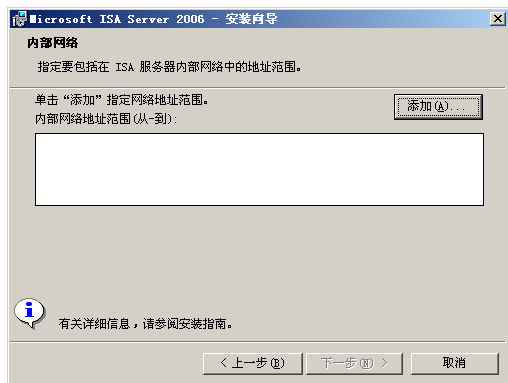 Microsoft ISA Server 2006 - 安装向导
内部网络
指定要包括在 ISA 服务器内部网络中的地址范围。
单击“添加”指定网络地址范围。
添加(A)...
内部网络地址范围(从-到):
有关详细信息，请参阅安装指南。
< 上一步(B)
下一步(N) >
取消